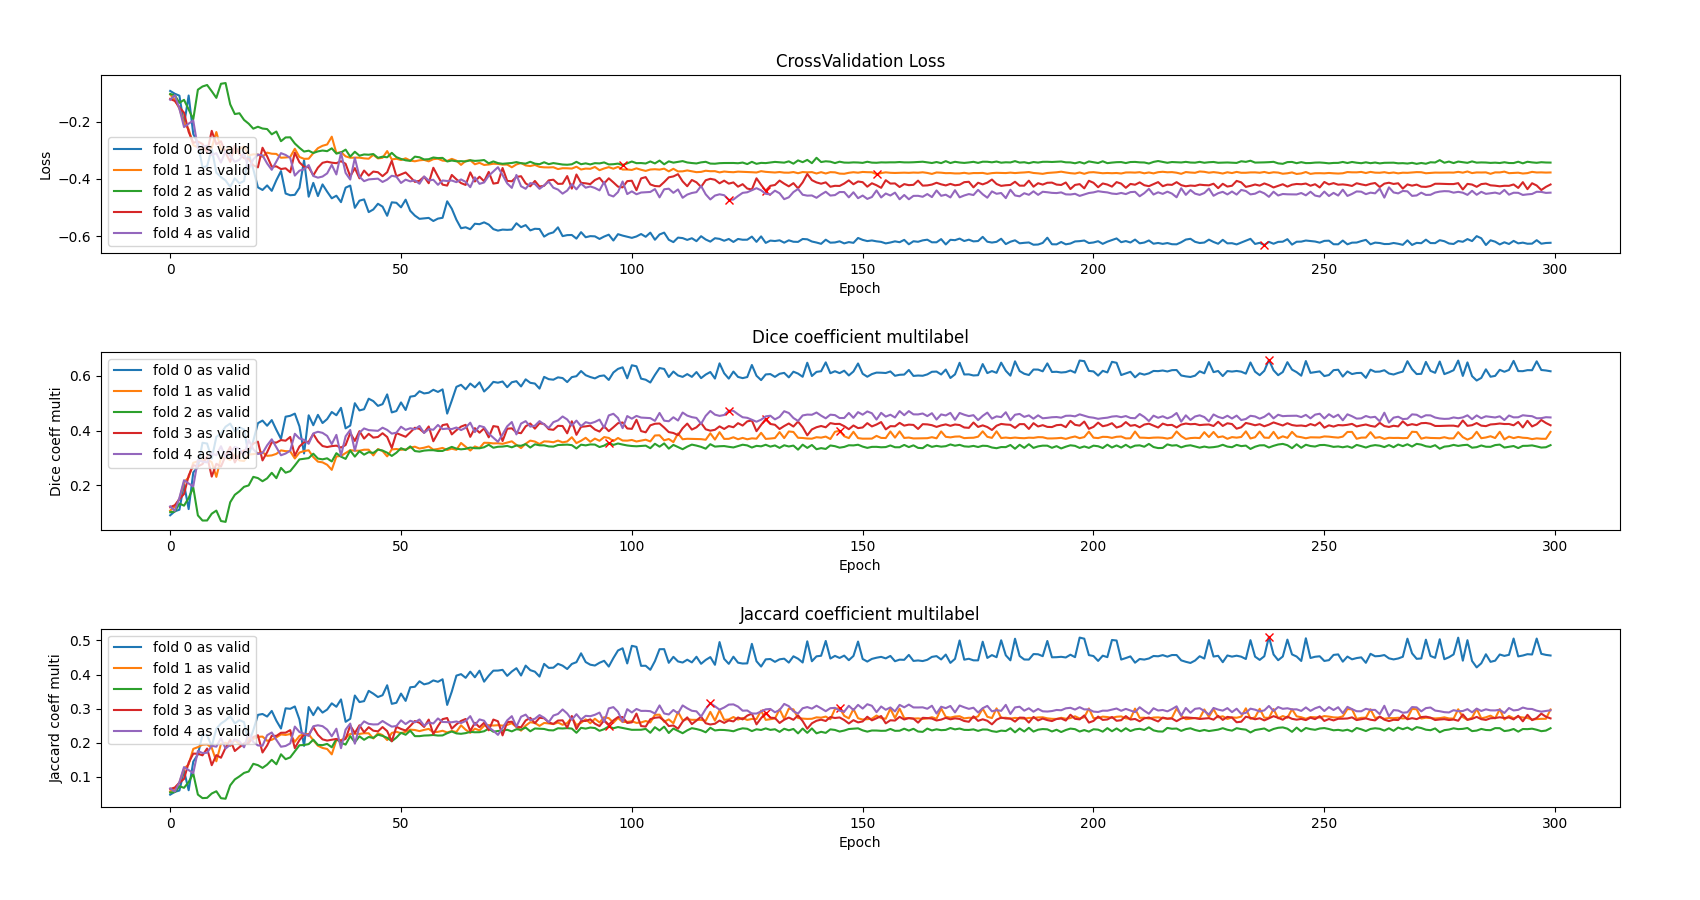 CrossValidation Loss
Loss
−0.2
−0.4
−0.6
fold 0 as valid
fold 1 as valid
fold 2 as valid
fold 3 as valid
fold 4 as valid
0 50 100 150 200 250 300
Epoch
Dice coefficient multilabel
Dice coeff multi
0.6
0.4
0.2
fold 0 as valid
fold 1 as valid
fold 2 as valid
fold 3 as valid
fold 4 as valid
0 50 100 150 200 250 300
Epoch
Jaccard coefficient multilabel
Jaccard coeff multi
0.5
0.4
0.3
0.2
0.1
fold 0 as valid
fold 1 as valid
fold 2 as valid
fold 3 as valid
fold 4 as valid
0 50 100 150 200 250 300
Epoch